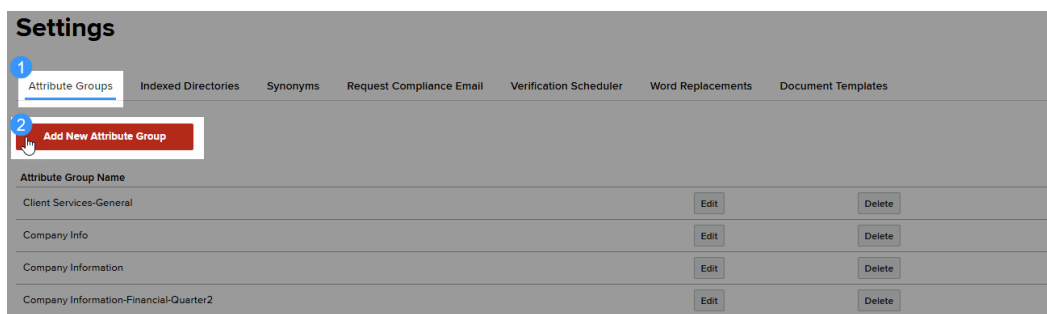 Settings
1
Attribute Groups Indexed Directories Synonyms Request Compliance Email Verification Scheduler Word Replacements Document Templates
2
Add New Attribute Group
Attribute Group Name
Client Services-General Edit Delete
Company Info Edit Delete
Company Information Edit Delete
Company Information-Financial-Quarter2 Edit Delete